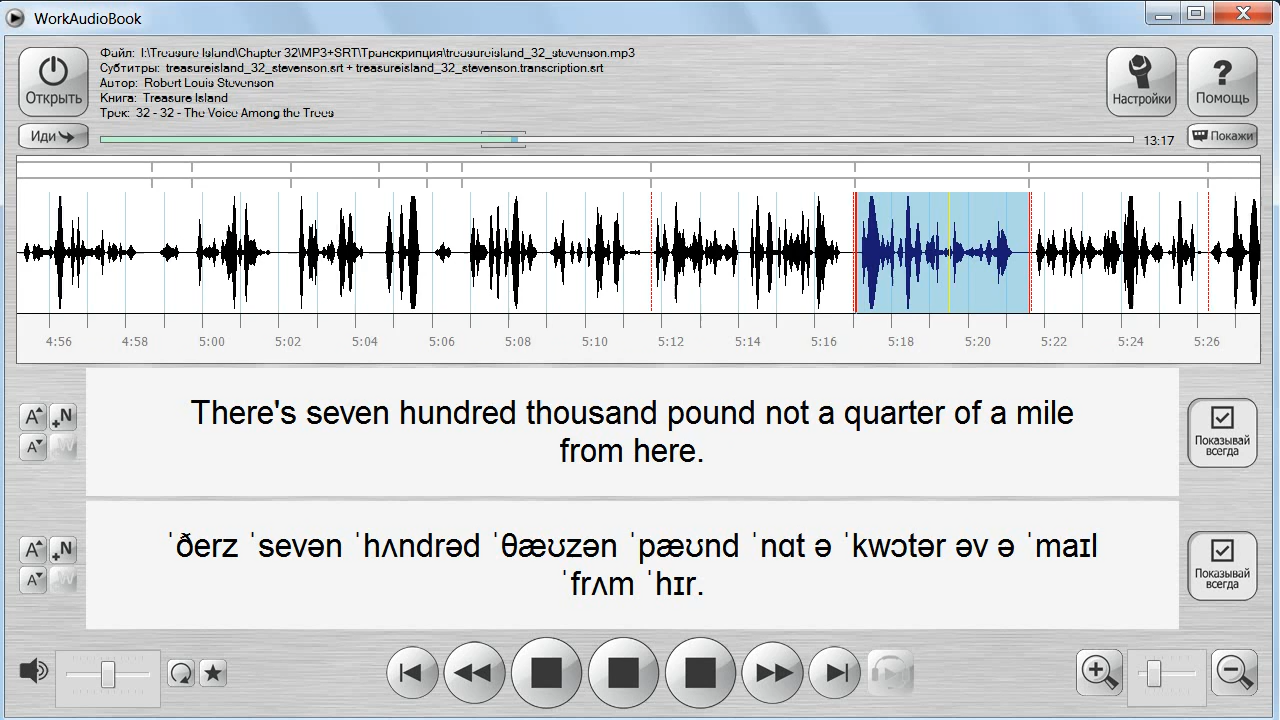 WorkAudioBook
Файл: I:\Treasure Island\Chapter 32\MP3+SRT\Транскрипция\treasureisland_32_stevenson.mp3
Субтитры: treasureisland_32_stevenson.srt + treasureisland_32_stevenson.transcription.srt
Автор: Robert Louis Stevenson
Книга: Treasure Island
Трек: 32 - 32 - The Voice Among the Trees
Открыть
Настройки
Помощь
Иди
13:17
Покажи
4:56 4:58 5:00 5:02 5:04 5:06 5:08 5:10 5:12 5:14 5:16 5:18 5:20 5:22 5:24 5:26
There's seven hundred thousand pound not a quarter of a mile
from here.
A N
A W
Показывай
всегда
ˈðerz ˈsevən ˈhʌndrəd ˈθæʊzən ˈpæʊnd ˈnɑt ə ˈkwɔtər əv ə ˈmaɪl
ˈfrʌm ˈhɪr.
A N
A W
Показывай
всегда